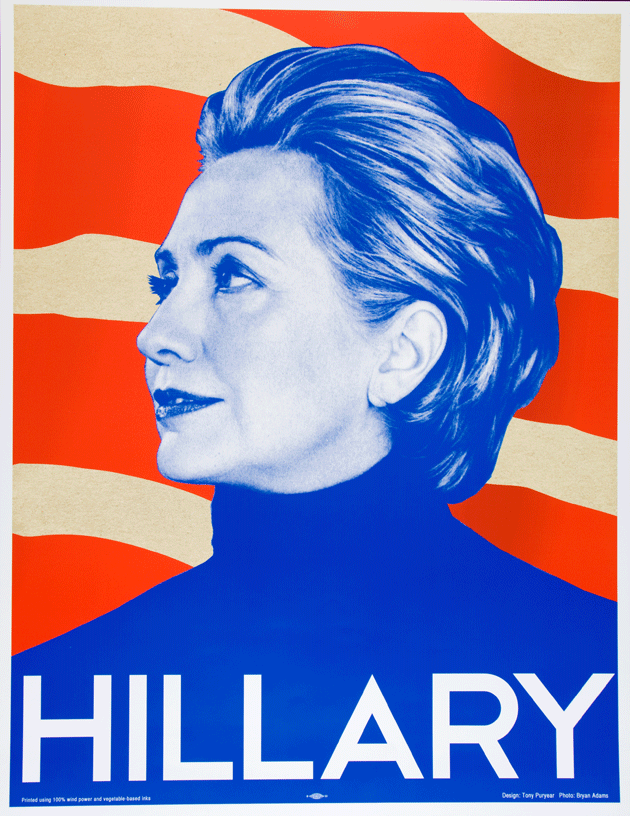 HILLARY
Printed using 100% wind power and vegetable-based inks
Design: Tony Puryear Photo: Bryan Adams